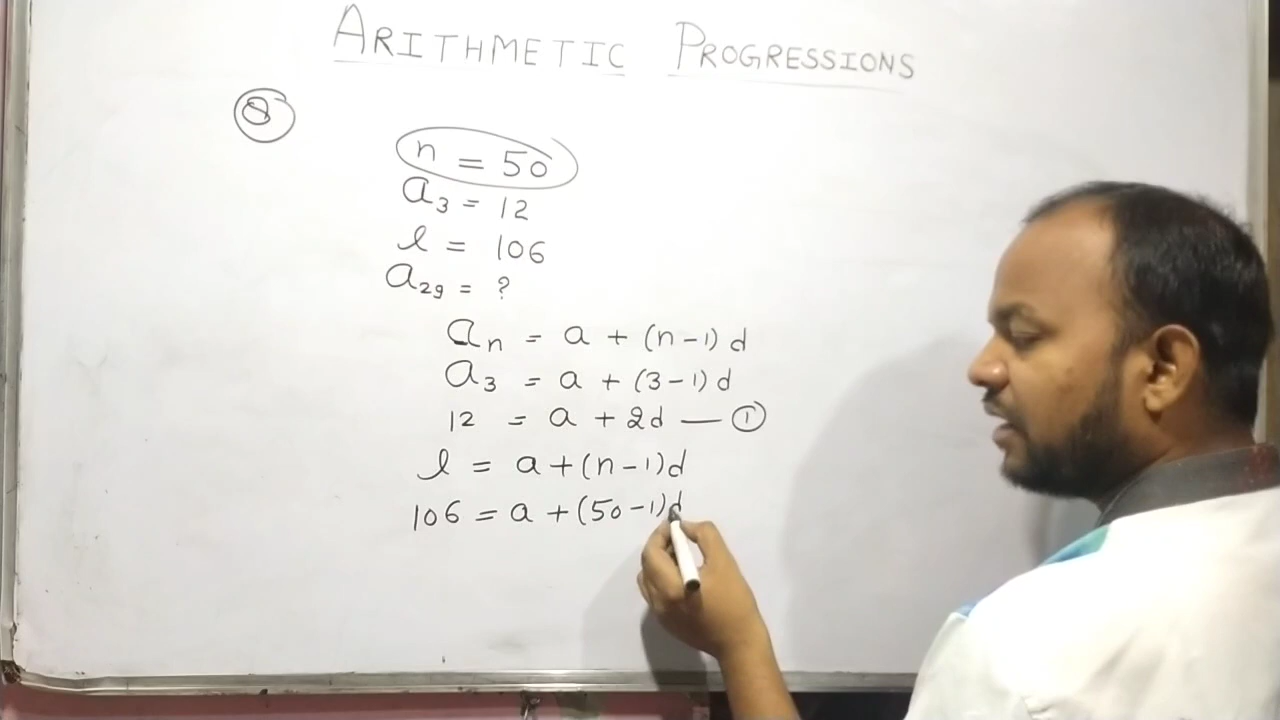 ARITHMETIC PROGRESSIONS
8
n = 50
a₃ = 12
l = 106
a₂₉ = ?
aₙ = a + (n-1) d
a₃ = a + (3-1) d
12 = a + 2d — ①
l = a + (n-1) d
106 = a + (50-1) d